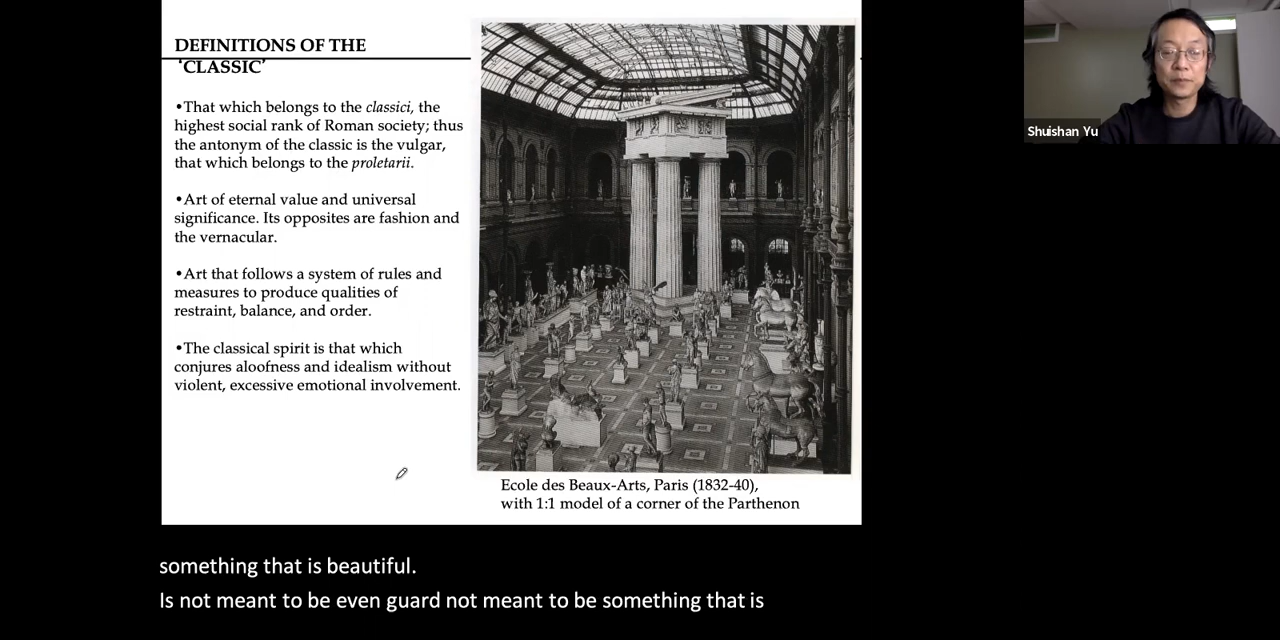 DEFINITIONS OF THE
‘CLASSIC’
•That which belongs to the classici, the
highest social rank of Roman society; thus
the antonym of the classic is the vulgar,
that which belongs to the proletarii.
•Art of eternal value and universal
significance. Its opposites are fashion and
the vernacular.
•Art that follows a system of rules and
measures to produce qualities of
restraint, balance, and order.
•The classical spirit is that which
conjures aloofness and idealism without
violent, excessive emotional involvement.
Ecole des Beaux-Arts, Paris (1832-40),
with 1:1 model of a corner of the Parthenon
Shuishan Yu
something that is beautiful.
Is not meant to be even guard not meant to be something that is